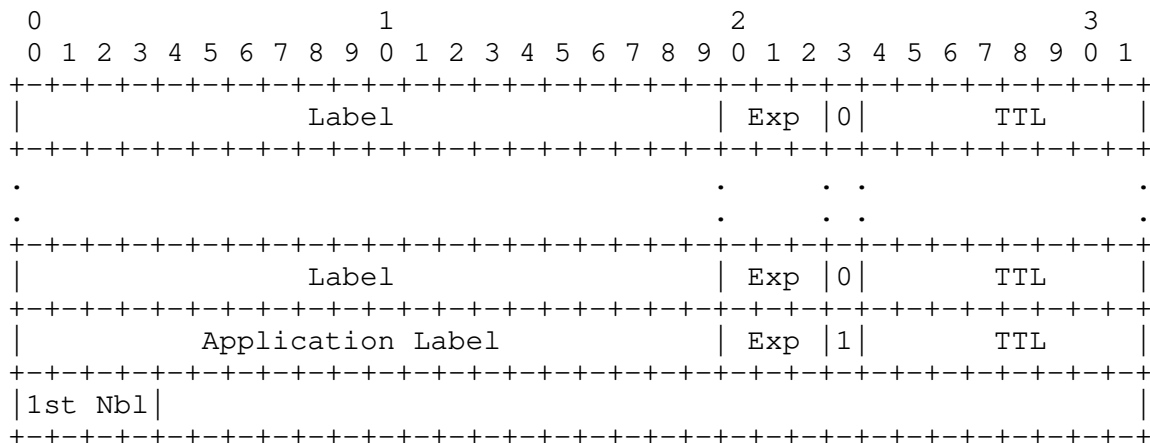 0                   1                   2                   3
 0 1 2 3 4 5 6 7 8 9 0 1 2 3 4 5 6 7 8 9 0 1 2 3 4 5 6 7 8 9 0 1
+-+-+-+-+-+-+-+-+-+-+-+-+-+-+-+-+-+-+-+-+-+-+-+-+-+-+-+-+-+-+-+-+
|                Label                  | Exp |0|       TTL     |
+-+-+-+-+-+-+-+-+-+-+-+-+-+-+-+-+-+-+-+-+-+-+-+-+-+-+-+-+-+-+-+-+
.                                       .     . .               .
.                                       .     . .               .
+-+-+-+-+-+-+-+-+-+-+-+-+-+-+-+-+-+-+-+-+-+-+-+-+-+-+-+-+-+-+-+-+
|                Label                  | Exp |0|       TTL     |
+-+-+-+-+-+-+-+-+-+-+-+-+-+-+-+-+-+-+-+-+-+-+-+-+-+-+-+-+-+-+-+-+
|          Application Label            | Exp |1|       TTL     |
+-+-+-+-+-+-+-+-+-+-+-+-+-+-+-+-+-+-+-+-+-+-+-+-+-+-+-+-+-+-+-+-+
|1st Nbl|                                                       |
+-+-+-+-+-+-+-+-+-+-+-+-+-+-+-+-+-+-+-+-+-+-+-+-+-+-+-+-+-+-+-+-+